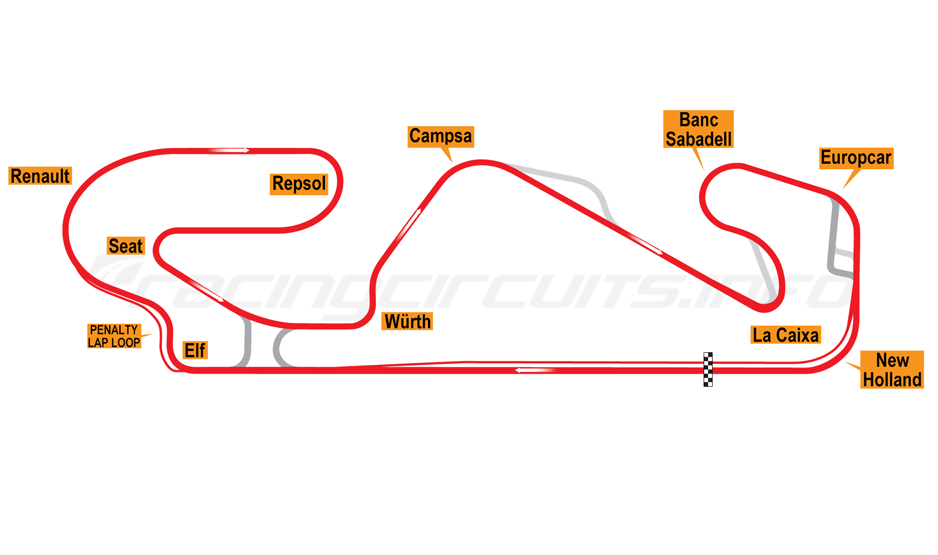 Banc
Sabadell
Campsa
Europcar
Renault
Repsol
Seat
racingcircuits.info
Würth
PENALTY
LAP LOOP
Elf
La Caixa
New
Holland